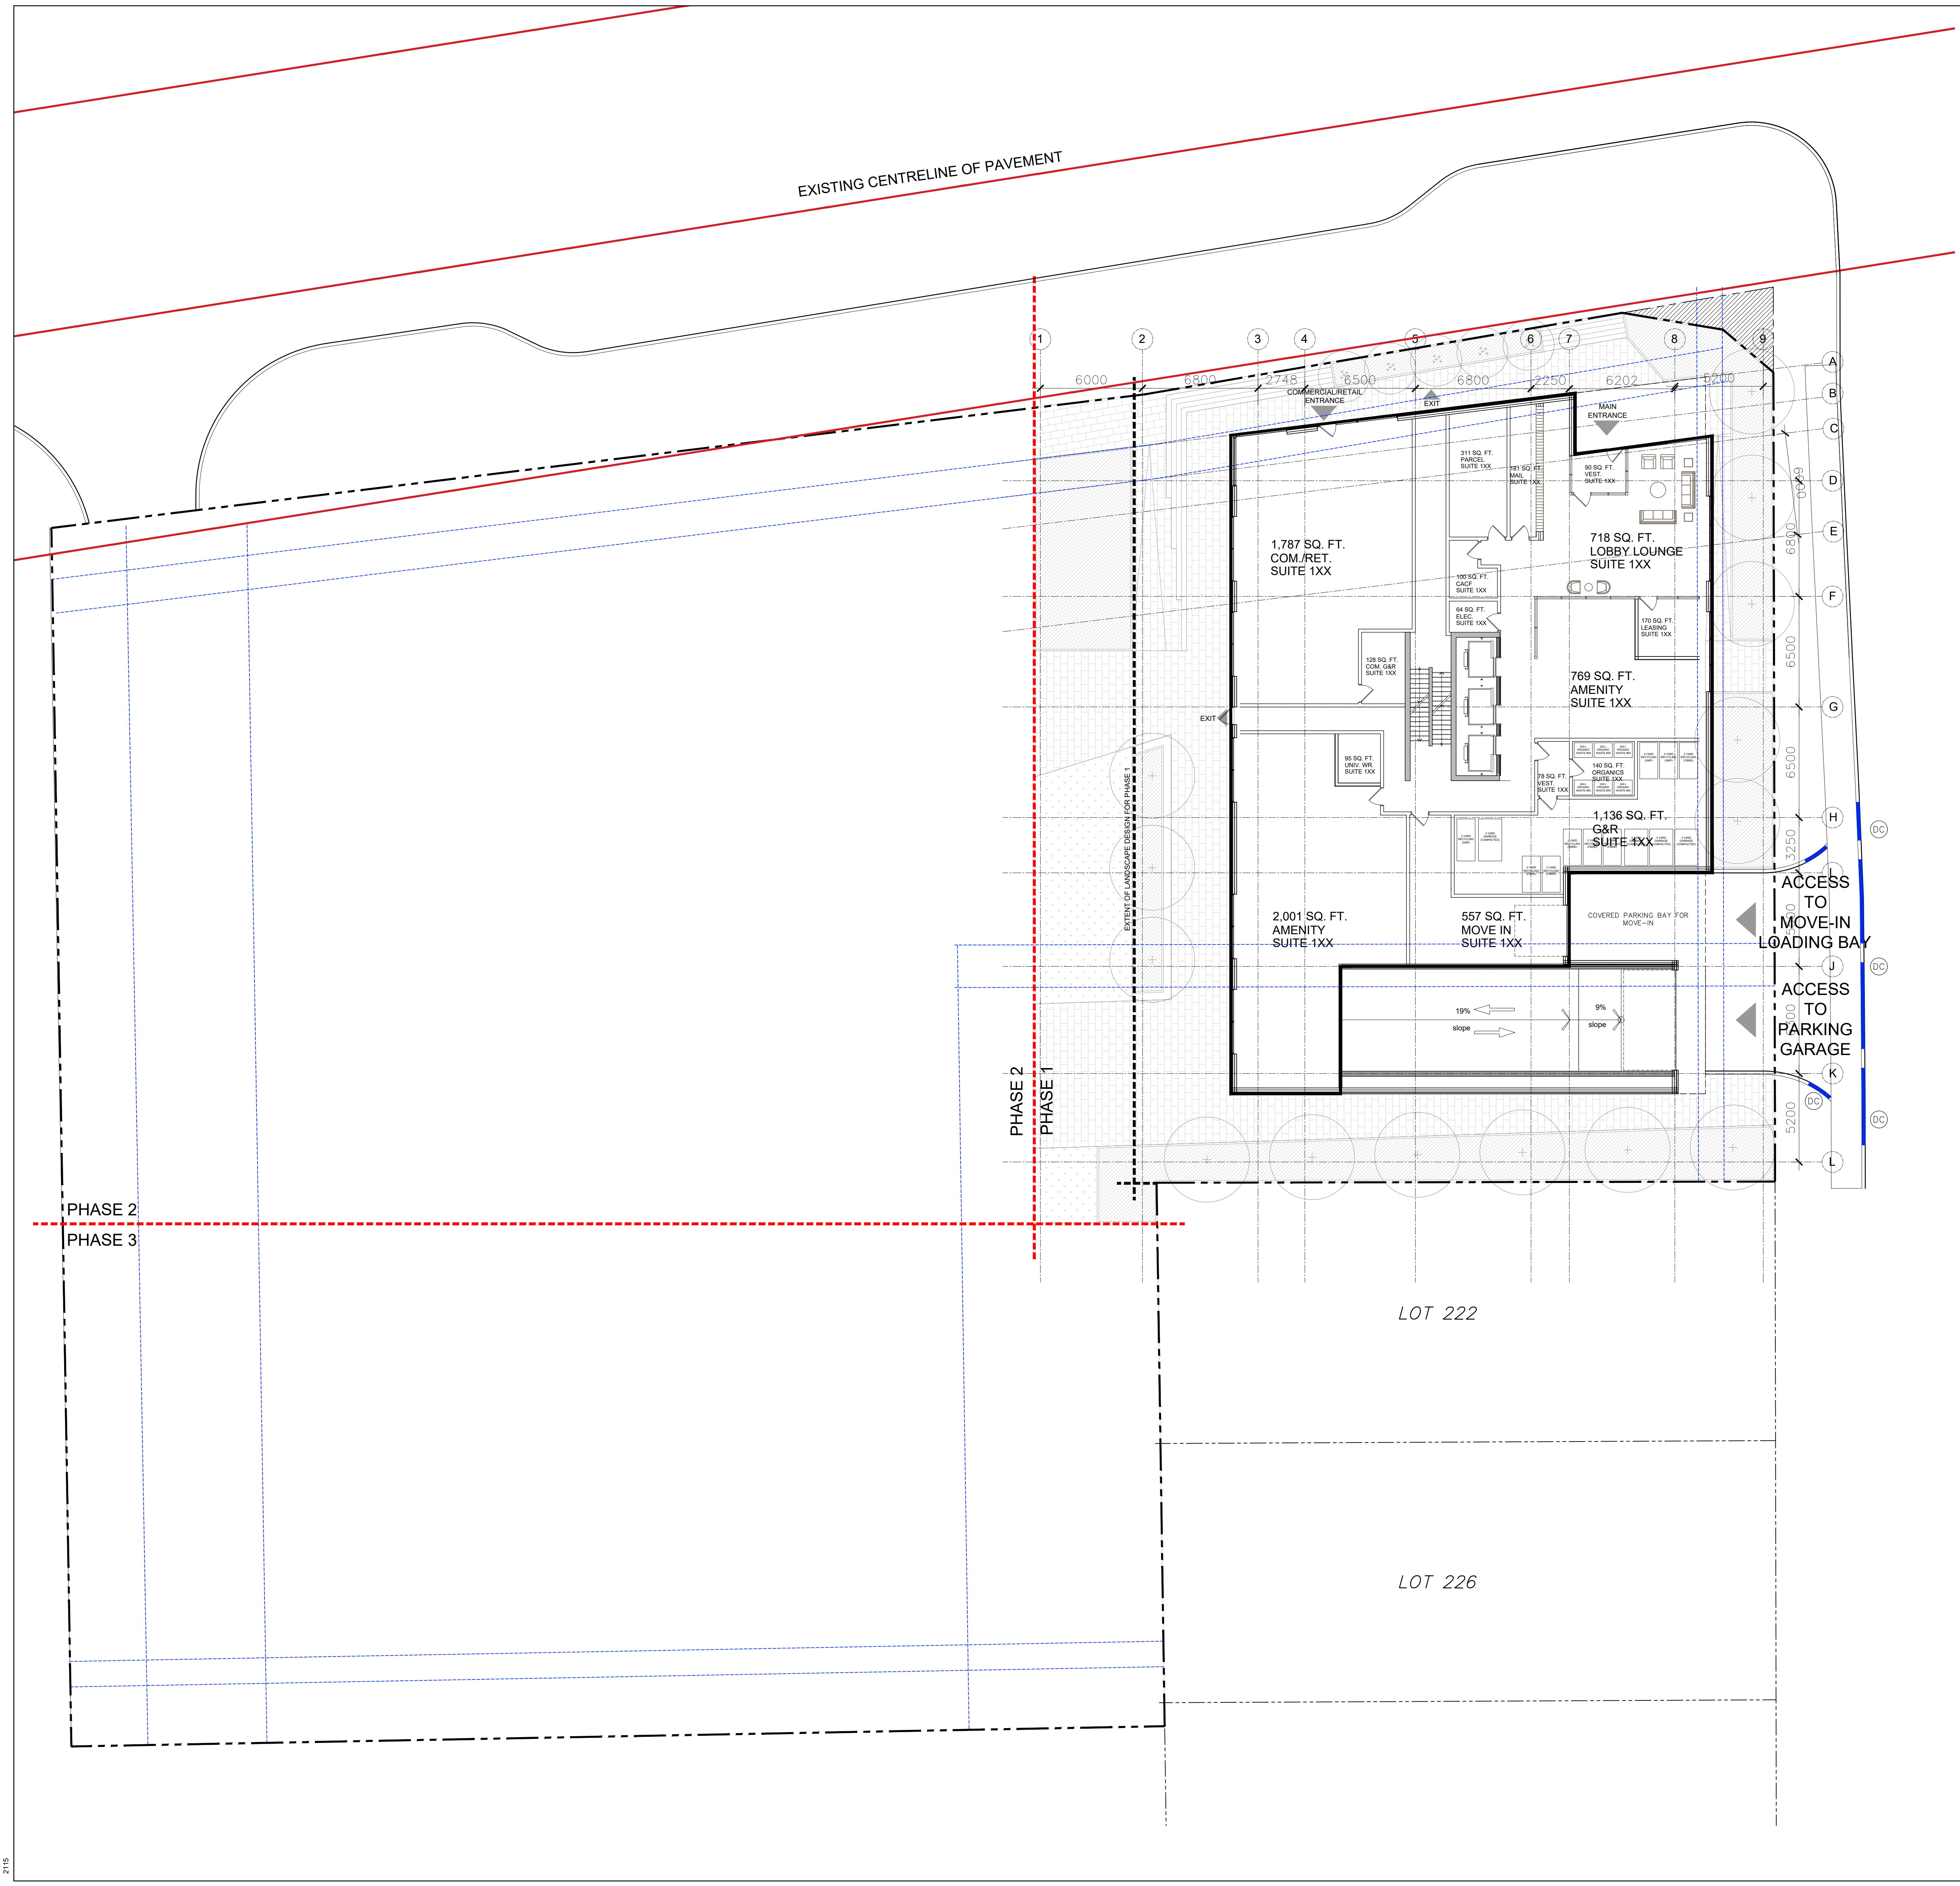 EXISTING CENTRELINE OF PAVEMENT
1
2
3
4
5
6
7
8
9
6000
6800
2748
6500
6800
2250
6202
5200
A
B
C
D
E
F
G
H
J
K
L
6600
6800
6500
6500
3250
5200
COMMERCIAL/RETAIL
ENTRANCE
EXIT
MAIN
ENTRANCE
311 SQ. FT.
PARCEL
SUITE 1XX
181 SQ. FT.
MAIL
SUITE 1XX
90 SQ. FT.
VEST.
SUITE 1XX
1,787 SQ. FT.
COM./RET.
SUITE 1XX
718 SQ. FT.
LOBBY LOUNGE
SUITE 1XX
100 SQ. FT.
CACF
SUITE 1XX
64 SQ. FT.
ELEC.
SUITE 1XX
170 SQ. FT.
LEASING
SUITE 1XX
128 SQ. FT.
COM. G&R
SUITE 1XX
769 SQ. FT.
AMENITY
SUITE 1XX
EXIT
95 SQ. FT.
UNIV. WR.
SUITE 1XX
78 SQ. FT.
VEST.
SUITE 1XX
140 SQ. FT.
ORGANICS
SUITE 1XX
1,136 SQ. FT.
G&R
SUITE 1XX
EXTENT OF LANDSCAPE DESIGN FOR PHASE 1
2,001 SQ. FT.
AMENITY
SUITE 1XX
557 SQ. FT.
MOVE IN
SUITE 1XX
COVERED PARKING BAY FOR
MOVE-IN
ACCESS
TO
MOVE-IN
LOADING BAY
ACCESS
TO
PARKING
GARAGE
DC
DC
DC
DC
19%
slope
9%
slope
PHASE 2
PHASE 1
PHASE 2
PHASE 3
LOT 222
LOT 226
2115